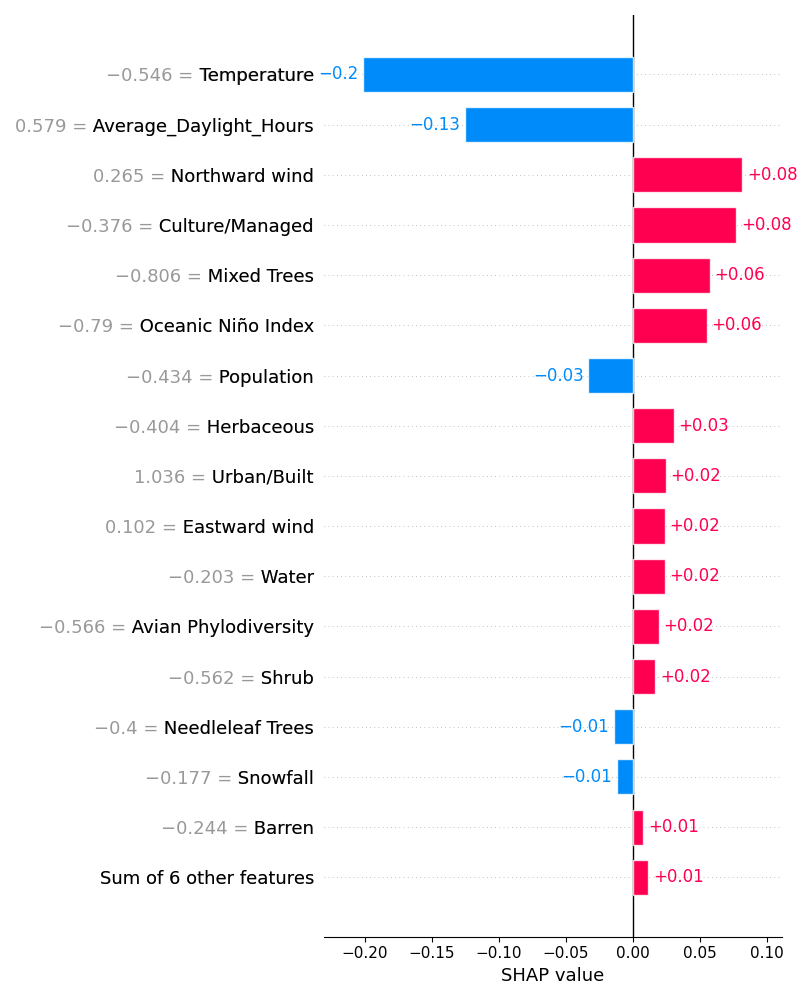 −0.546 = Temperature −0.2
0.579 = Average_Daylight_Hours −0.13
0.265 = Northward wind +0.08
−0.376 = Culture/Managed +0.08
−0.806 = Mixed Trees +0.06
−0.79 = Oceanic Niño Index +0.06
−0.434 = Population −0.03
−0.404 = Herbaceous +0.03
1.036 = Urban/Built +0.02
0.102 = Eastward wind +0.02
−0.203 = Water +0.02
−0.566 = Avian Phylodiversity +0.02
−0.562 = Shrub +0.02
−0.4 = Needleleaf Trees −0.01
−0.177 = Snowfall −0.01
−0.244 = Barren +0.01
Sum of 6 other features +0.01
−0.20 −0.15 −0.10 −0.05 0.00 0.05 0.10
SHAP value